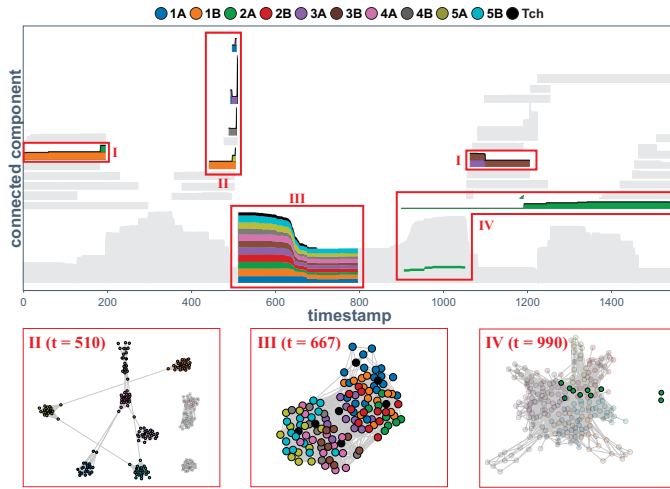 1A 1B 2A 2B 3A 3B 4A 4B 5A 5B Tch
connected component
I
II
III
I
IV
0 200 400 600 800 1000 1200 1400
timestamp
II (t = 510) III (t = 667) IV (t = 990)